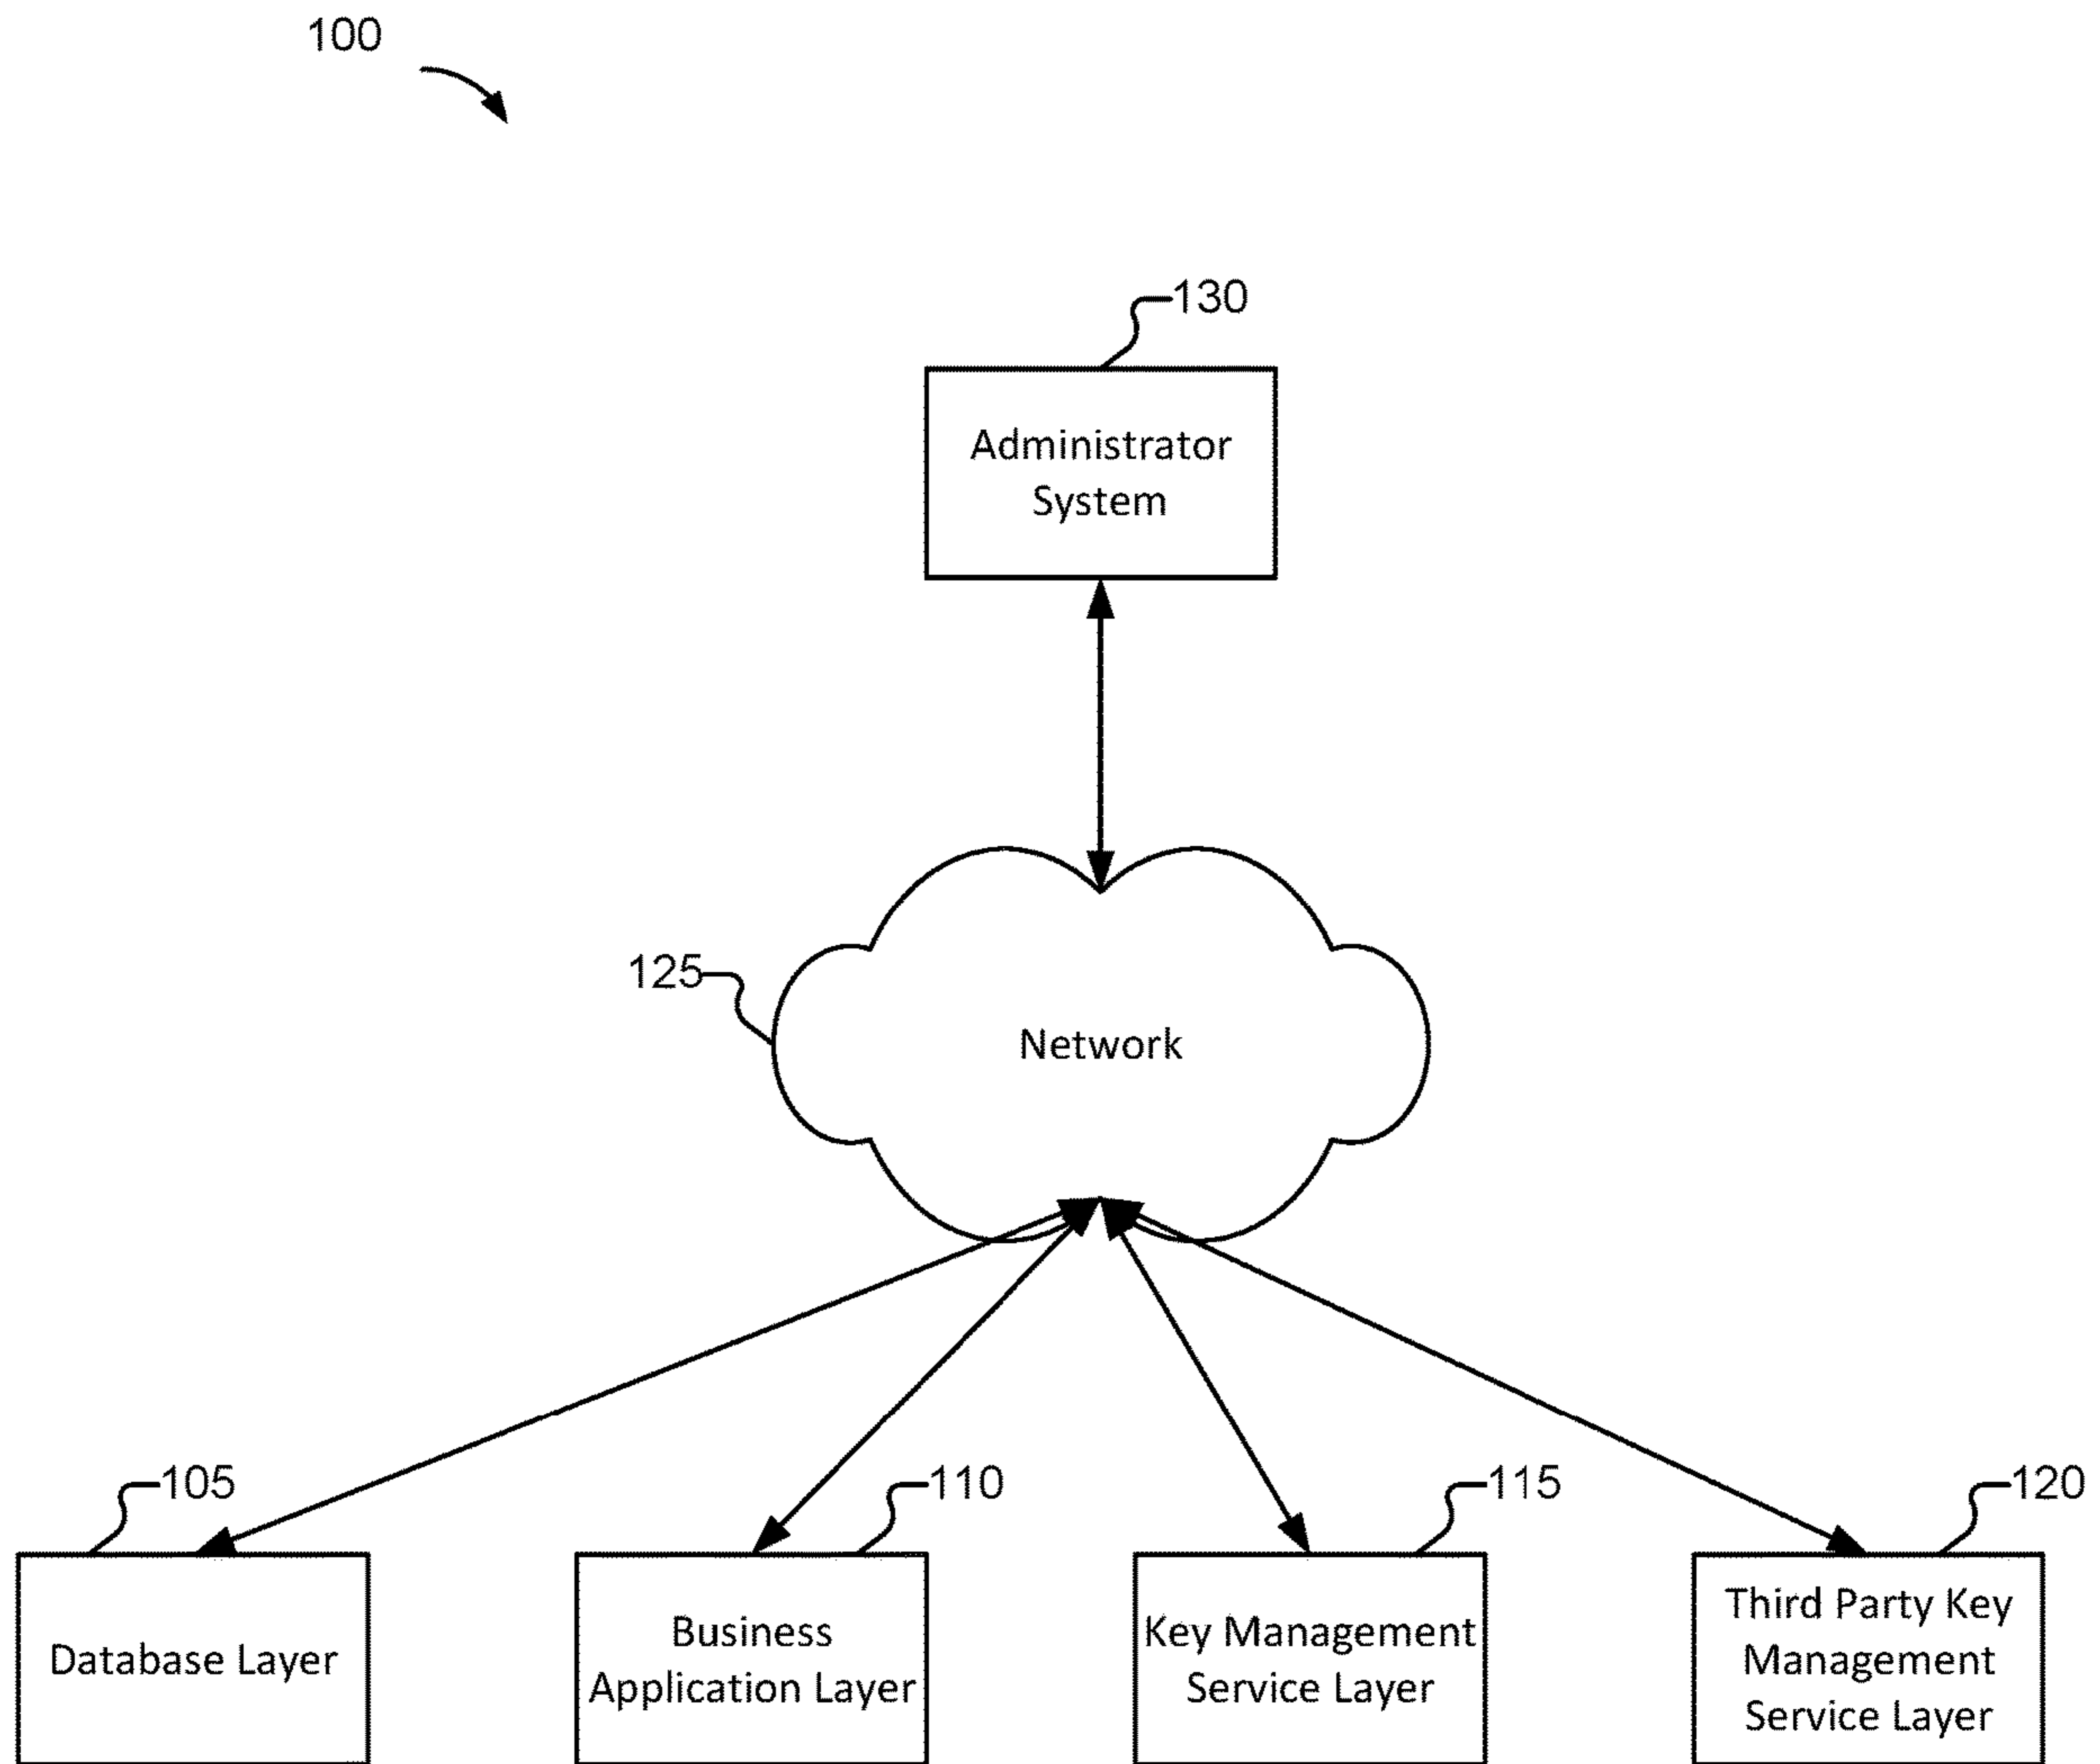 100
130
Administrator
System
125
Network
105
110
115
120
Database Layer
Business
Application Layer
Key Management
Service Layer
Third Party Key
Management
Service Layer